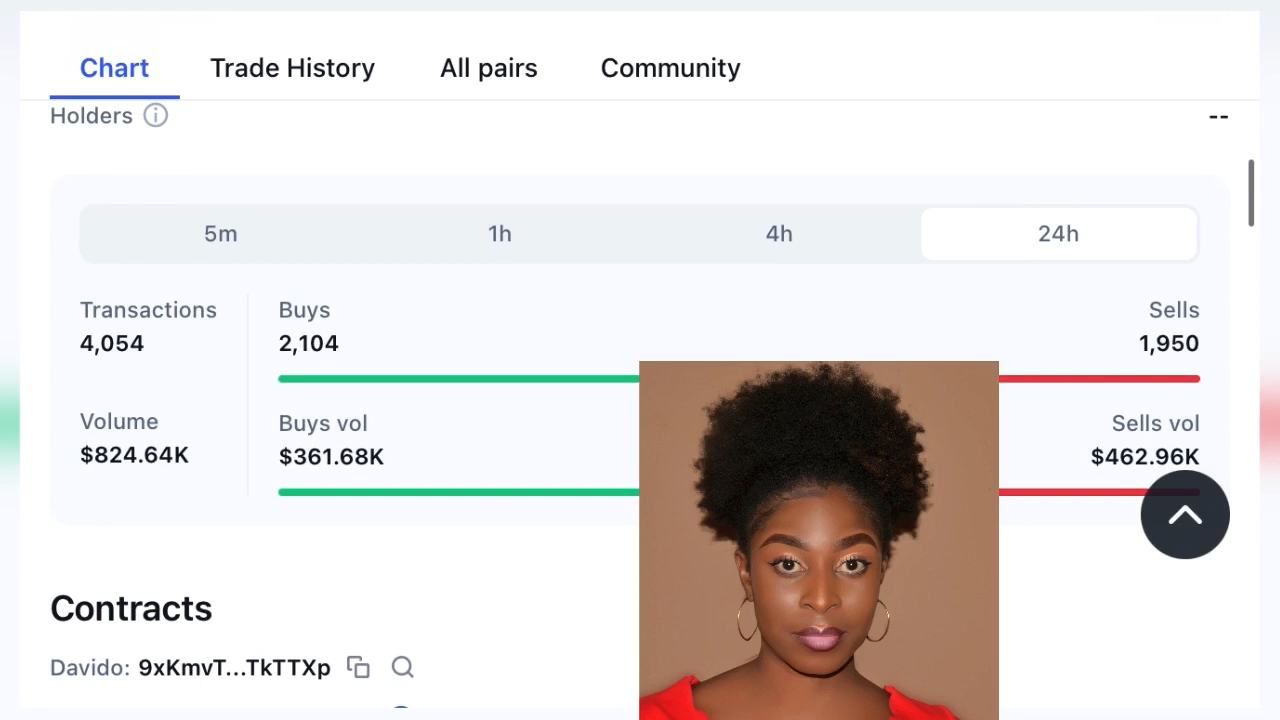 Chart Trade History All pairs Community
Holders --
5m 1h 4h 24h
Transactions Buys Sells
4,054 2,104 1,950
Volume Buys vol Sells vol
$824.64K $361.68K $462.96K
Contracts
Davido: 9xKmvT...TkTTXp